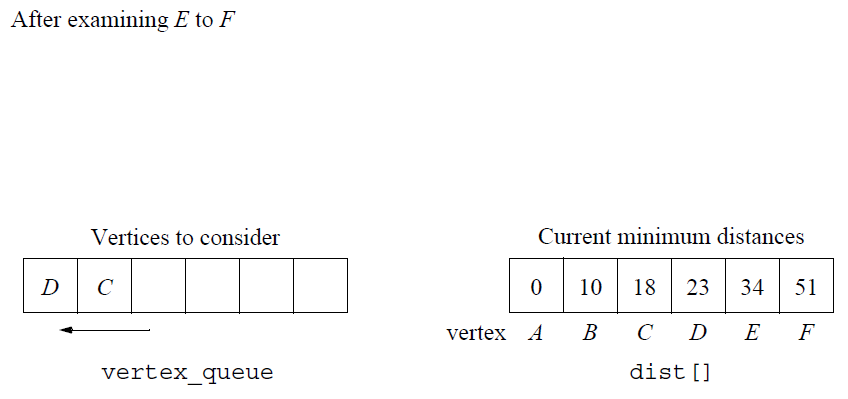 After examining E to F
Vertices to consider
D C
vertex_queue
Current minimum distances
0 10 18 23 34 51
vertex A B C D E F
dist[]